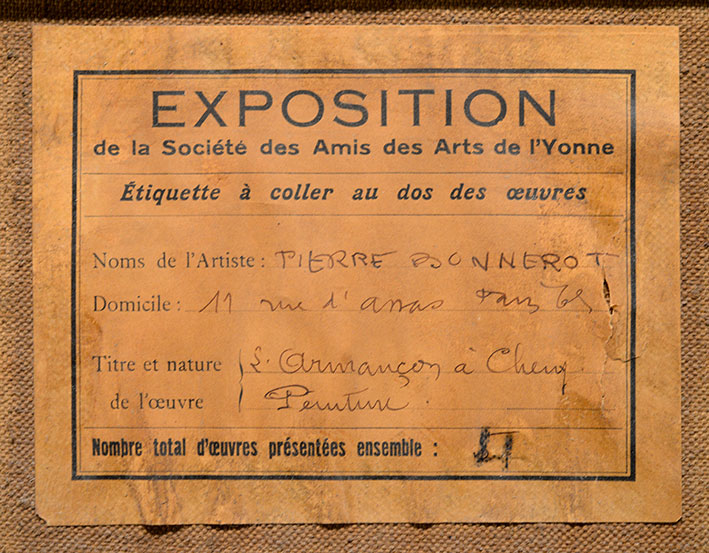 EXPOSITION
de la Société des Amis des Arts de l'Yonne
Étiquette à coller au dos des œuvres
Noms de l'Artiste : PIERRE BONNEROT
Domicile : 11 rue d'assas Paris
Titre et nature L'Armançon à Cheny.
de l'œuvre Peinture.
Nombre total d'œuvres présentées ensemble : 4